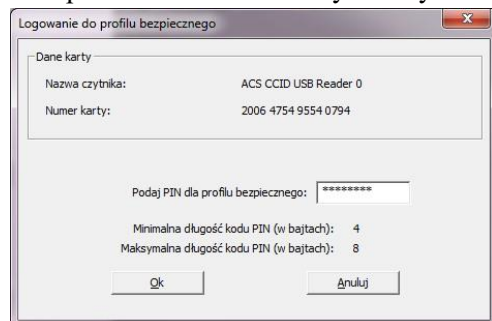 Logowanie do profilu bezpiecznego
Dane karty
Nazwa czytnika: ACS CCID USB Reader 0
Numer karty: 2006 4754 9554 0794
Podaj PIN dla profilu bezpiecznego: ********
Minimalna długość kodu PIN (w bajtach): 4
Maksymalna długość kodu PIN (w bajtach): 8
Ok Anuluj